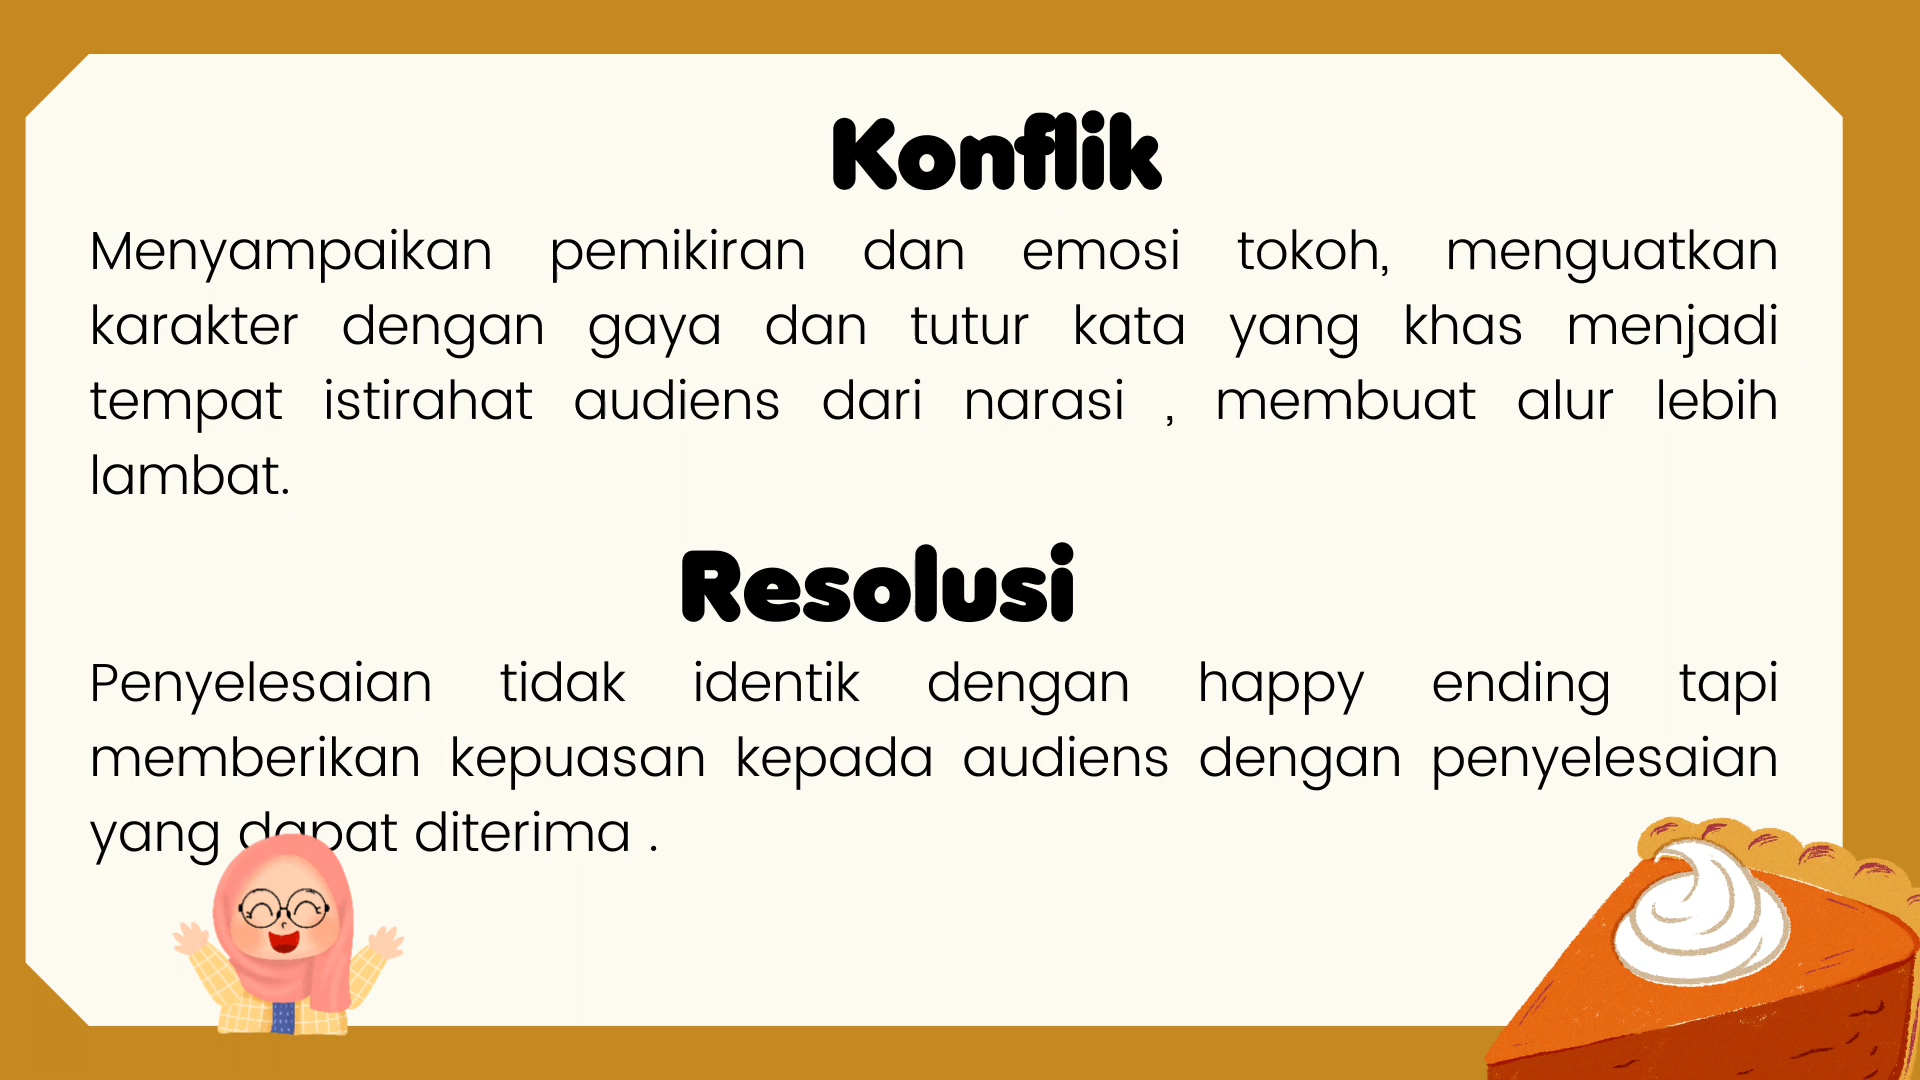 Konflik
Menyampaikan pemikiran dan emosi tokoh, menguatkan
karakter dengan gaya dan tutur kata yang khas menjadi
tempat istirahat audiens dari narasi , membuat alur lebih
lambat.
Resolusi
Penyelesaian tidak identik dengan happy ending tapi
memberikan kepuasan kepada audiens dengan penyelesaian
yang dapat diterima .